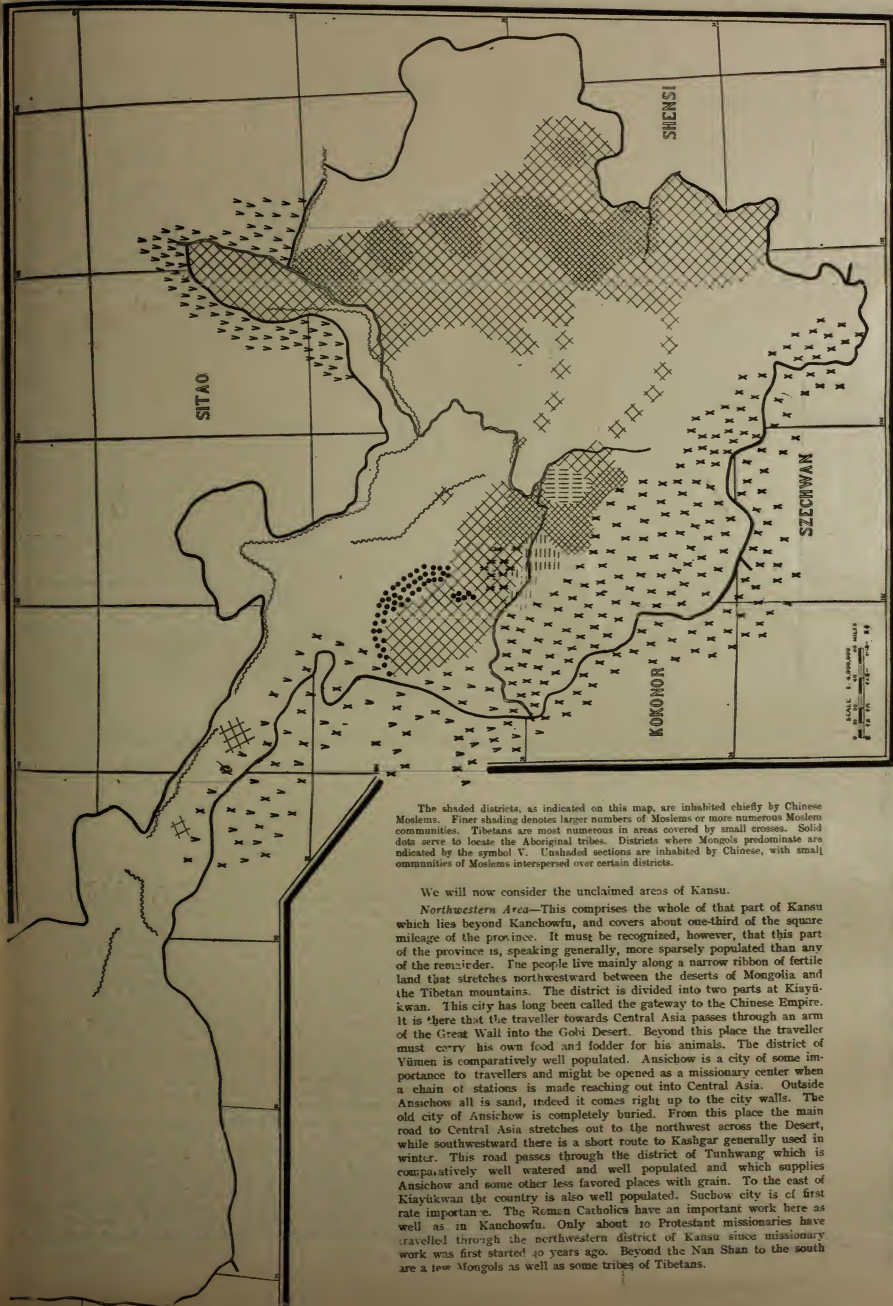 SHENSI
SITAO
SZECHWAN
KOKONOR
SCALE 1: 6,000,000
MILES
The shaded districts, as indicated on this map, are inhabited chiefly by Chinese
Moslems. Finer shading denotes larger numbers of Moslems or more numerous Moslem
communities. Tibetans are most numerous in areas covered by small crosses. Solid
dots serve to locate the Aboriginal tribes. Districts where Mongols predominate are
ndicated by the symbol V. Unshaded sections are inhabited by Chinese, with small
ommunities of Moslems interspersed over certain districts.
We will now consider the unclaimed areas of Kansu.
Northwestern Area—This comprises the whole of that part of Kansu
which lies beyond Kanchowfu, and covers about one-third of the square
mileage of the province. It must be recognized, however, that this part
of the province is, speaking generally, more sparsely populated than any
of the remainder. The people live mainly along a narrow ribbon of fertile
land that stretches northwestward between the deserts of Mongolia and
the Tibetan mountains. The district is divided into two parts at Kiayü-
kwan. This city has long been called the gateway to the Chinese Empire.
It is there that the traveller towards Central Asia passes through an arm
of the Great Wall into the Gobi Desert. Beyond this place the traveller
must carry his own food and fodder for his animals. The district of
Yümen is comparatively well populated. Ansichow is a city of some im-
portance to travellers and might be opened as a missionary center when
a chain of stations is made reaching out into Central Asia. Outside
Ansichow all is sand, indeed it comes right up to the city walls. The
old city of Ansichow is completely buried. From this place the main
road to Central Asia stretches out to the northwest across the Desert,
while southwestward there is a short route to Kashgar generally used in
winter. This road passes through the district of Tunhwang which is
comparatively well watered and well populated and which supplies
Ansichow and some other less favored places with grain. To the east of
Kiayükwan the country is also well populated. Suchow city is of first
rate importance. The Roman Catholics have an important work here as
well as in Kanchowfu. Only about 10 Protestant missionaries have
travelled through the northwestern district of Kansu since missionary
work was first started 40 years ago. Beyond the Nan Shan to the south
are a few Mongols as well as some tribes of Tibetans.